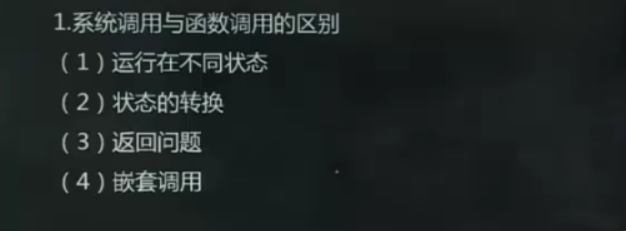 1.系统调用与函数调用的区别
（1）运行在不同状态
（2）状态的转换
（3）返回问题
（4）嵌套调用